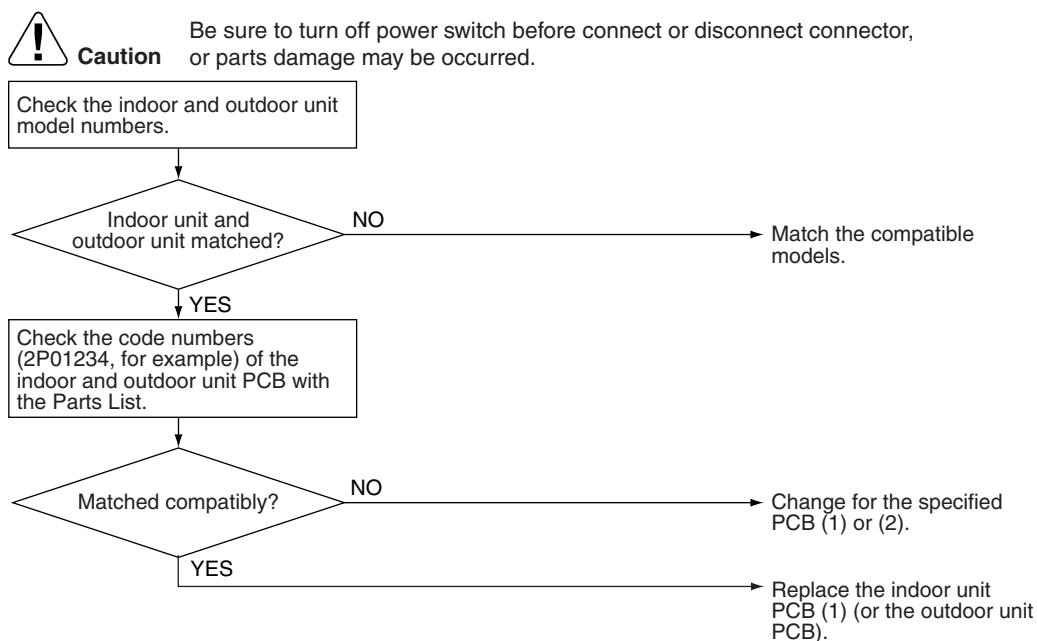 Be sure to turn off power switch before connect or disconnect connector,
Caution or parts damage may be occurred.
Check the indoor and outdoor unit
model numbers.
Indoor unit and
outdoor unit matched?
NO
Match the compatible
models.
YES
Check the code numbers
(2P01234, for example) of the
indoor and outdoor unit PCB with
the Parts List.
Matched compatibly?
NO
Change for the specified
PCB (1) or (2).
YES
Replace the indoor unit
PCB (1) (or the outdoor unit
PCB).